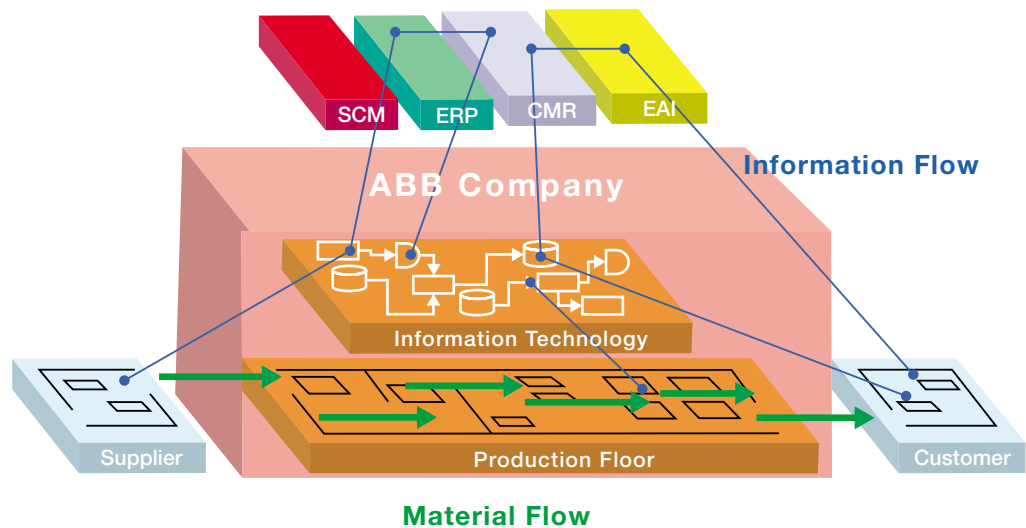 SCM
ERP
CMR
EAI
Information Flow
ABB Company
Information Technology
Supplier
Production Floor
Customer
Material Flow